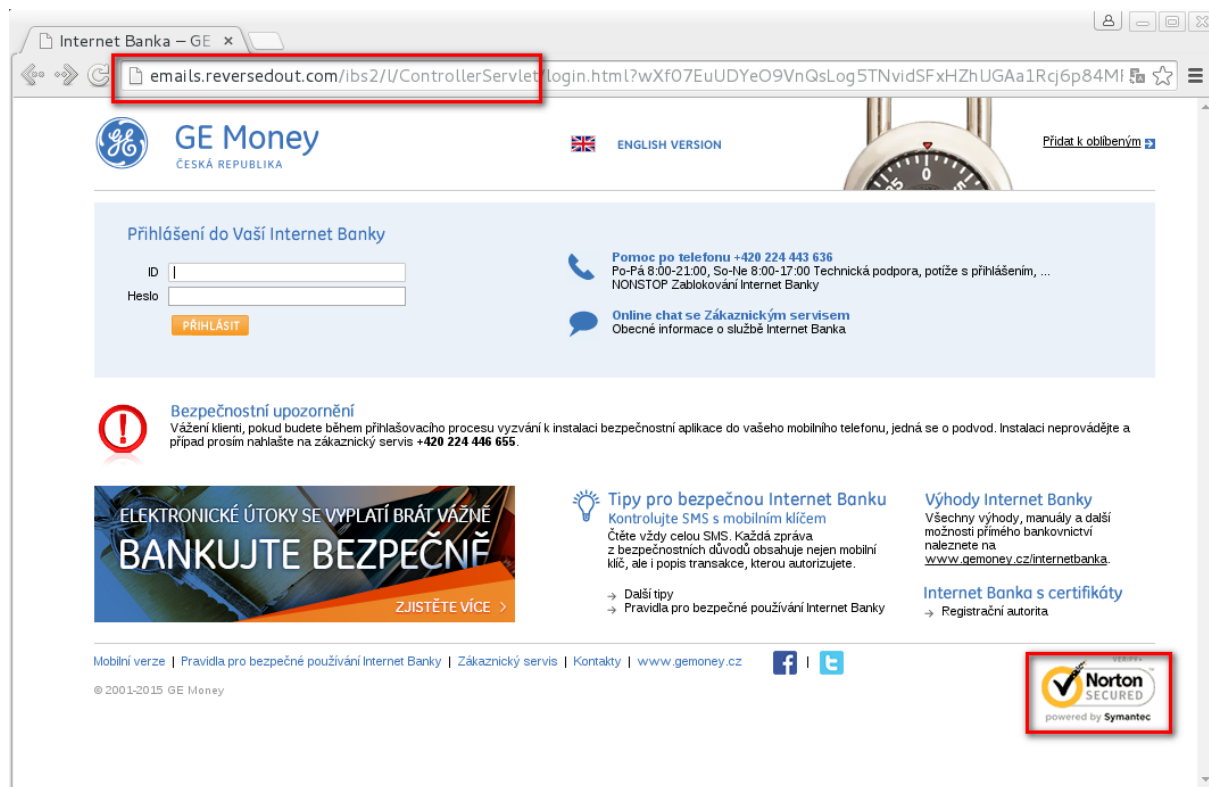 Internet Banka – GE
emails.reversedout.com/ibs2/l/ControllerServlet/login.html?wXf07EuUDYeO9VnQsLog5TNvidSFxHZhUGAa1Rcj6p84M
GE Money
ČESKÁ REPUBLIKA
ENGLISH VERSION
Přidat k oblíbeným
Přihlášení do Vaší Internet Banky
ID
Heslo
PŘIHLÁSIT
Pomoc po telefonu +420 224 443 636
Po-Pá 8:00-21:00, So-Ne 8:00-17:00 Technická podpora, potíže s přihlášením, ...
NONSTOP Zablokování Internet Banky
Online chat se Zákaznickým servisem
Obecné informace o službě Internet Banka
Bezpečnostní upozornění
Vážení klienti, pokud budete během přihlašovacího procesu vyzváni k instalaci bezpečnostní aplikace do vašeho mobilního telefonu, jedná se o podvod. Instalaci neprovádějte a
případ prosím nahlašte na zákaznický servis +420 224 446 655.
ELEKTRONICKÉ ÚTOKY SE VYPLATÍ BRÁT VÁŽNĚ
BANKUJTE BEZPEČNĚ
ZJISTĚTE VÍCE >
Tipy pro bezpečnou Internet Banku
Kontrolujte SMS s mobilním klíčem
Čtěte vždy celou SMS. Každá zpráva
z bezpečnostních důvodů obsahuje nejen mobilní
klíč, ale i popis transakce, kterou autorizujete.
→ Další tipy
→ Pravidla pro bezpečné používání Internet Banky
Výhody Internet Banky
Všechny výhody, manuály a další
možnosti přímého bankovnictví
naleznete na
www.gemoney.cz/internetbanka.
Internet Banka s certifikáty
→ Registrační autorita
Mobilní verze | Pravidla pro bezpečné používání Internet Banky | Zákaznický servis | Kontakty | www.gemoney.cz
© 2001-2015 GE Money
VERIFY
Norton
SECURED
powered by Symantec